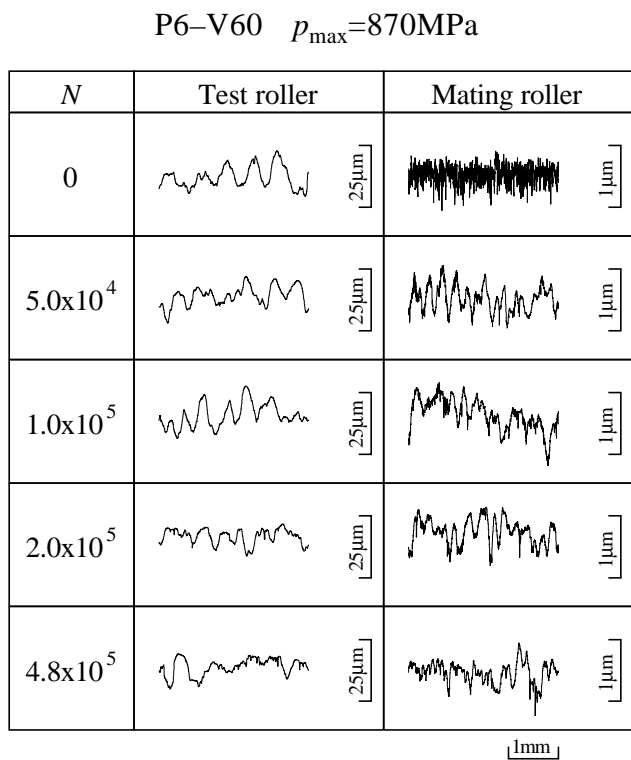 P6–V60 pmax=870MPa
N Test roller Mating roller
0 25μm 1μm
5.0x10^4 25μm 1μm
1.0x10^5 25μm 1μm
2.0x10^5 25μm 1μm
4.8x10^5 25μm 1μm
1mm